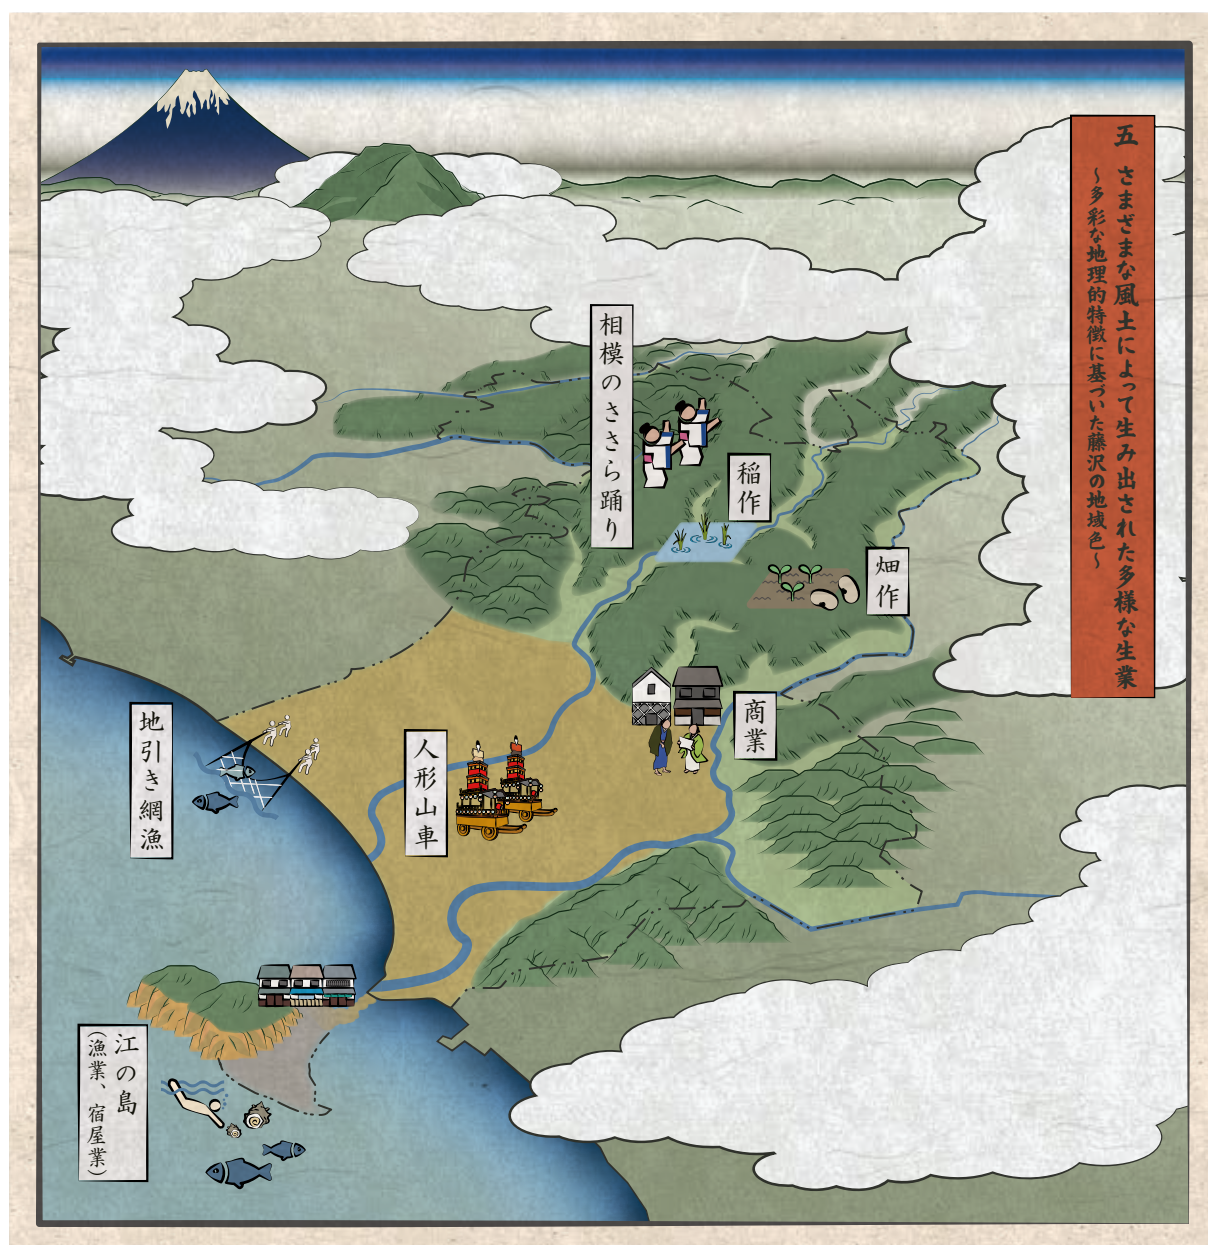 五 さまざまな風土によって生み出された多様な生業
~多彩な地理的特徴に基づいた藤沢の地域色~
相模のささら踊り
稲作
畑作
商業
人形山車
地引き網漁
江の島
(漁業、宿屋業)